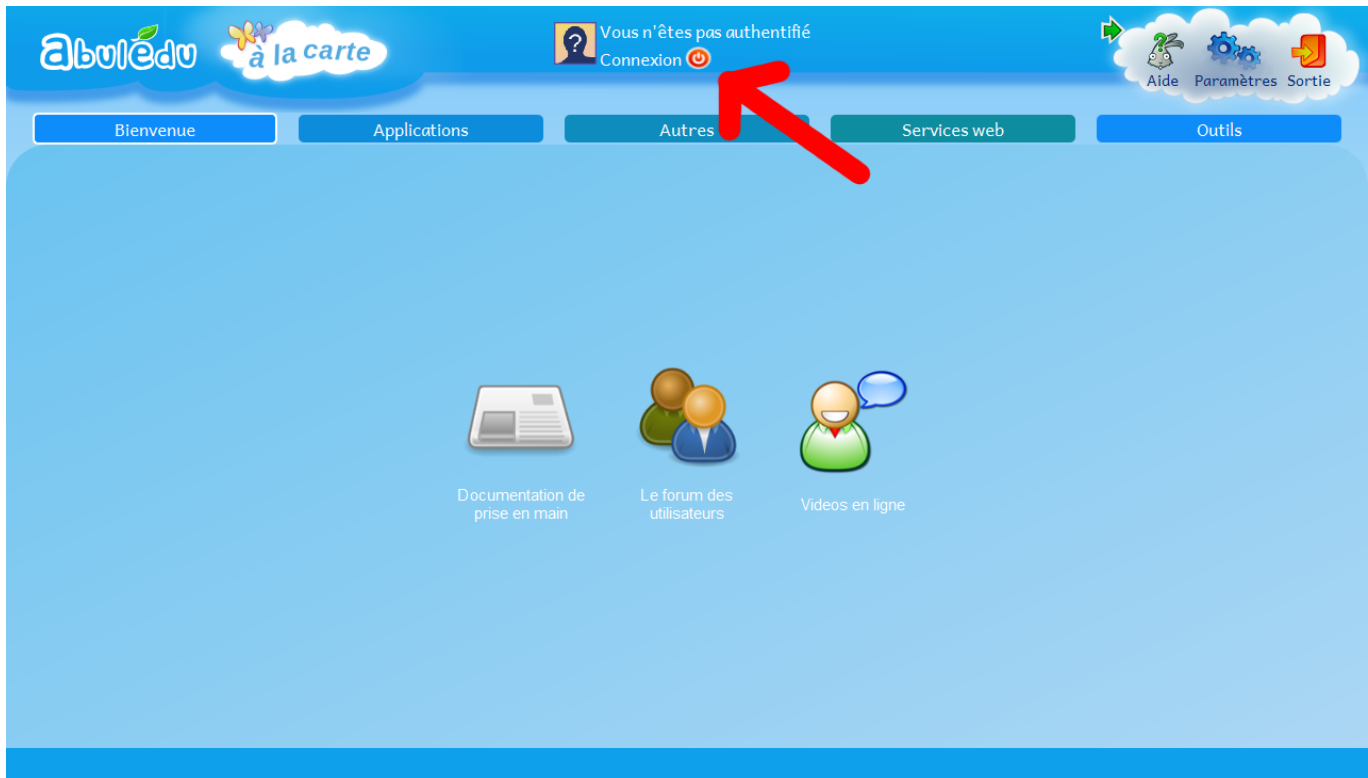 abulédu
à la carte
Vous n'êtes pas authentifié
Connexion
Aide Paramètres Sortie
Bienvenue
Applications
Autres
Services web
Outils
Documentation de
prise en main
Le forum des
utilisateurs
Videos en ligne